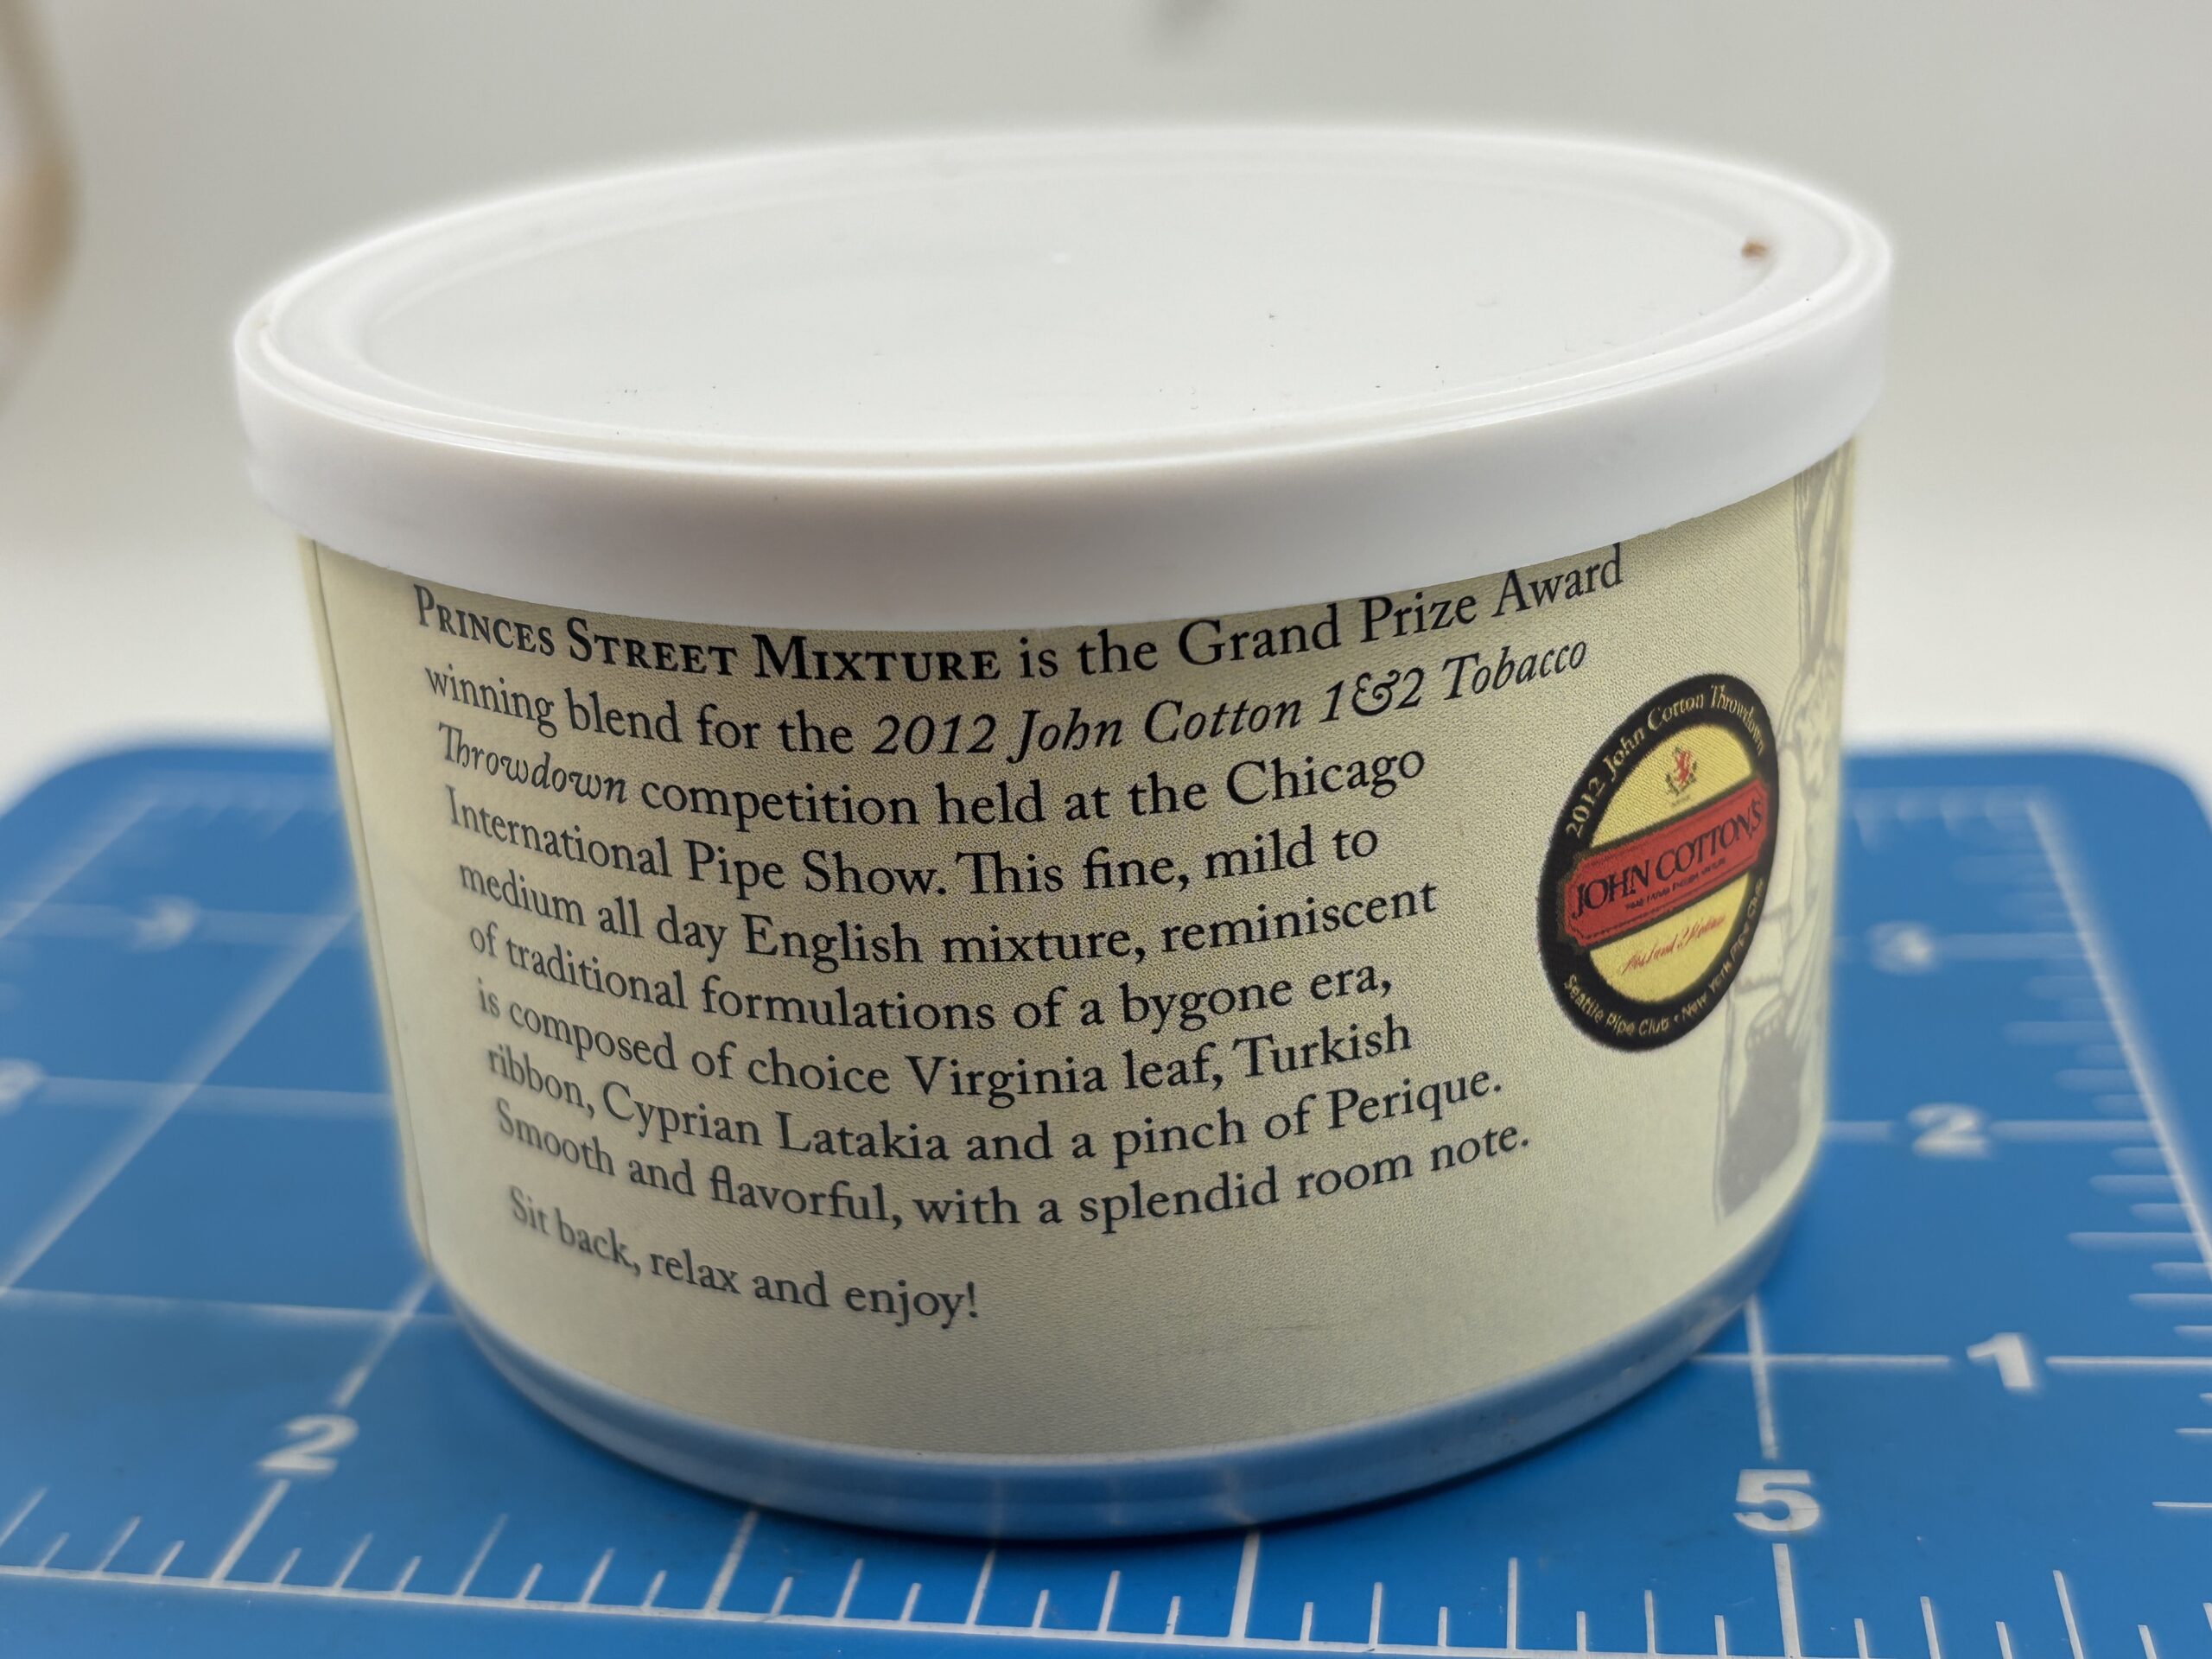 PRINCES STREET MIXTURE is the Grand Prize Award
winning blend for the 2012 John Cotton 1&2 Tobacco
Throwdown competition held at the Chicago
International Pipe Show. This fine, mild to
medium all day English mixture, reminiscent
of traditional formulations of a bygone era,
is composed of choice Virginia leaf, Turkish
ribbon, Cyprian Latakia and a pinch of Perique.
Smooth and flavorful, with a splendid room note.
Sit back, relax and enjoy!
2012 John Cotton Throwdown
JOHN COTTON'S
Seattle Pipe Club • New York Pipe Club
3
3
2
2
1
2
5